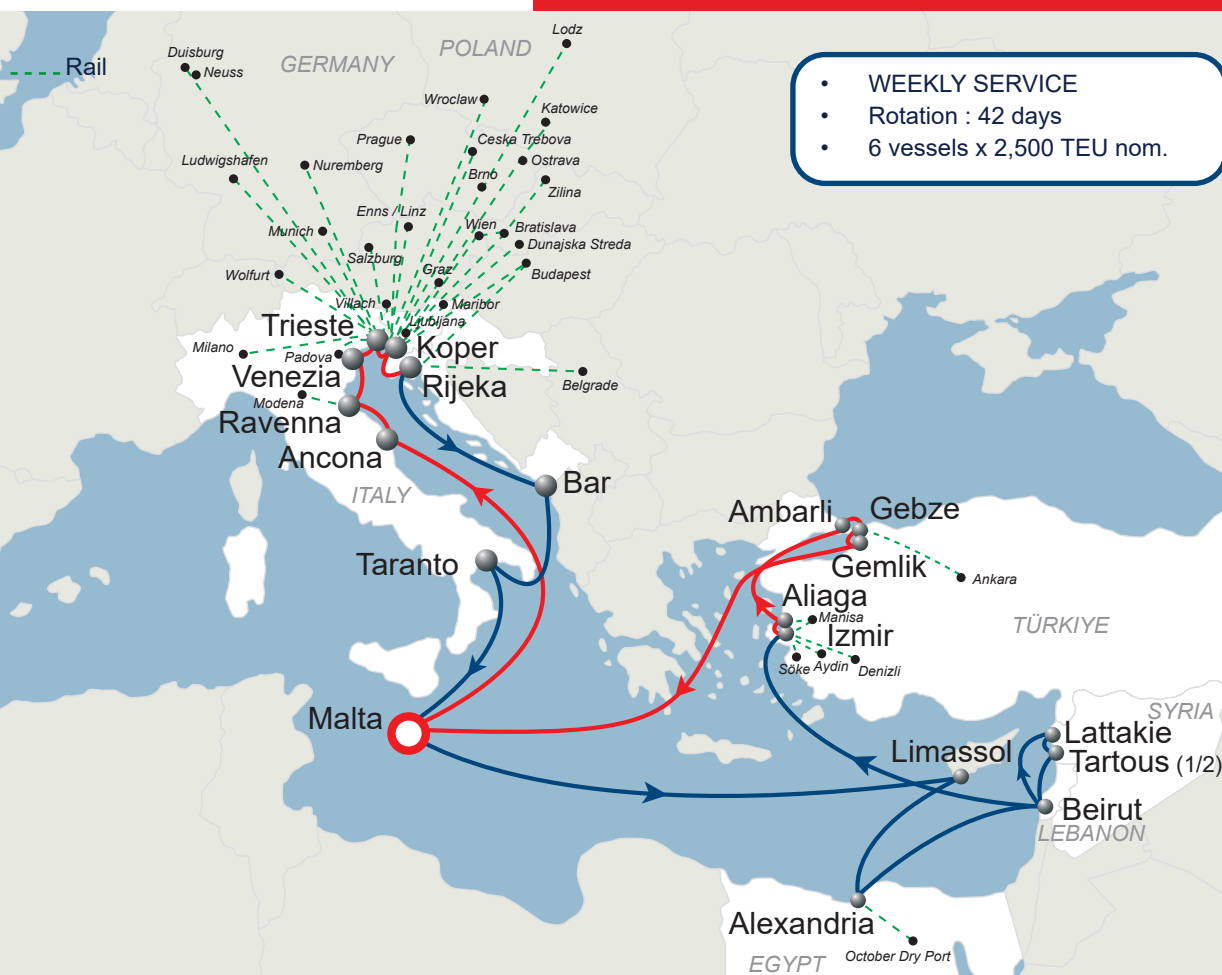 Rail
GERMANY
POLAND
Lodz
Duisburg
Neuss
• WEEKLY SERVICE
• Rotation : 42 days
• 6 vessels x 2,500 TEU nom.
Wroclaw
Katowice
Prague
Ceska Trebova
Ludwigshafen
Nuremberg
Ostrava
Brno
Zilina
Enns / Linz
Munich
Wien
Bratislava
Dunajska Streda
Salzburg
Wolfurt
Graz
Budapest
Villach
Maribor
Ljubljana
Trieste
Koper
Milano
Padova
Venezia
Rijeka
Belgrade
Modena
Ravenna
Ancona
ITALY
Bar
Taranto
Ambarli
Gebze
Gemlik
Ankara
Aliaga
Manisa
Izmir
TÜRKIYE
Söke
Aydin
Denizli
Malta
SYRIA
Lattakie
Limassol
Tartous (1/2)
Beirut
LEBANON
Alexandria
October Dry Port
EGYPT